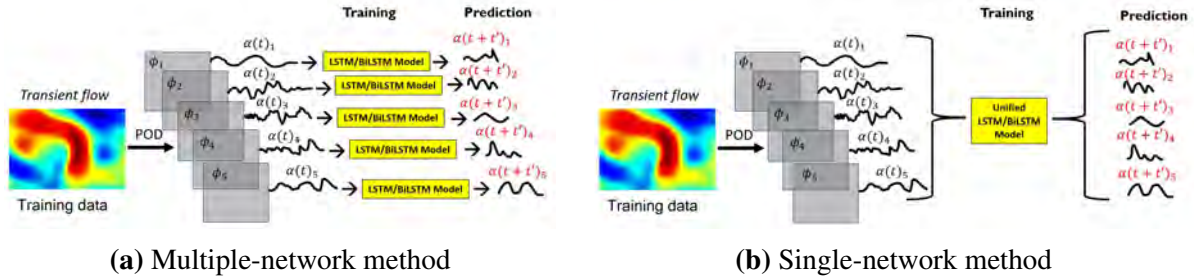 Training
Prediction
Transient flow
Training data
POD
ϕ₁
ϕ₂
ϕ₃
ϕ₄
ϕ₅
α(t)₁
α(t)₂
α(t)₃
α(t)₄
α(t)₅
LSTM/BiLSTM Model
LSTM/BiLSTM Model
LSTM/BiLSTM Model
LSTM/BiLSTM Model
LSTM/BiLSTM Model
α(t + t′)₁
α(t + t′)₂
α(t + t′)₃
α(t + t′)₄
α(t + t′)₅
(a) Multiple-network method
Training
Prediction
Transient flow
Training data
POD
ϕ₁
ϕ₂
ϕ₃
ϕ₄
ϕ₅
α(t)₁
α(t)₂
α(t)₃
α(t)₄
α(t)₅
Unified
LSTM/BiLSTM
Model
α(t + t′)₁
α(t + t′)₂
α(t + t′)₃
α(t + t′)₄
α(t + t′)₅
(b) Single-network method